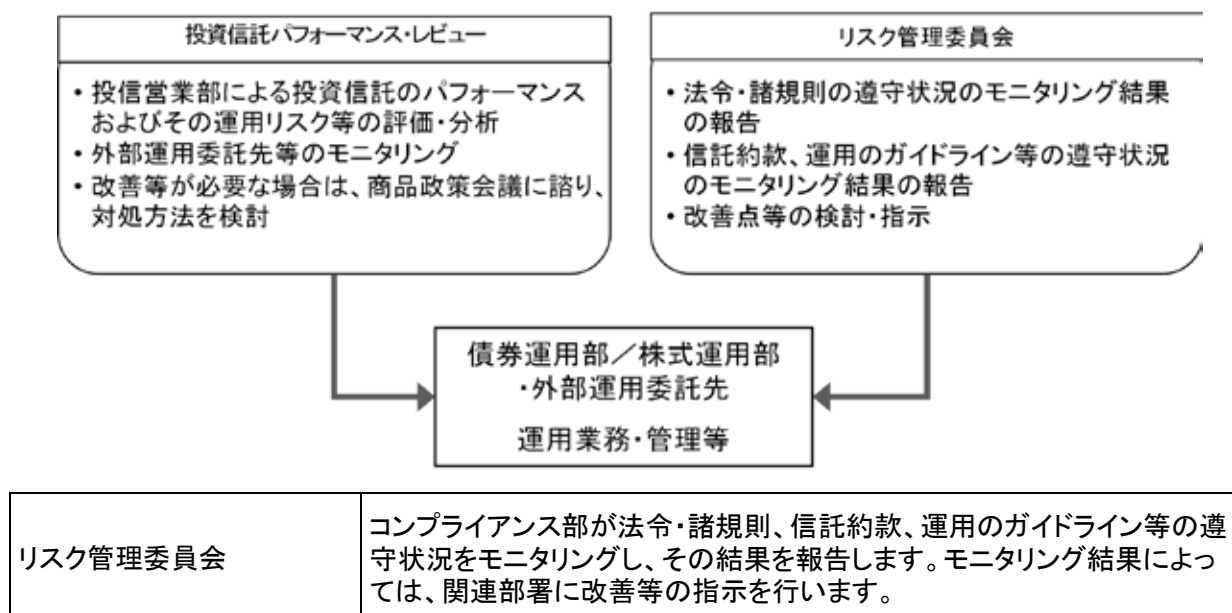 投資信託パフォーマンス・レビュー
・投信営業部による投資信託のパフォーマンス
およびその運用リスク等の評価・分析
・外部運用委託先等のモニタリング
・改善等が必要な場合は、商品政策会議に諮り、
対処方法を検討
リスク管理委員会
・法令・諸規則の遵守状況のモニタリング結果
の報告
・信託約款、運用のガイドライン等の遵守状況
のモニタリング結果の報告
・改善点等の検討・指示
債券運用部／株式運用部
・外部運用委託先
運用業務・管理等
リスク管理委員会
コンプライアンス部が法令・諸規則、信託約款、運用のガイドライン等の遵
守状況をモニタリングし、その結果を報告します。モニタリング結果によっ
ては、関連部署に改善等の指示を行います。